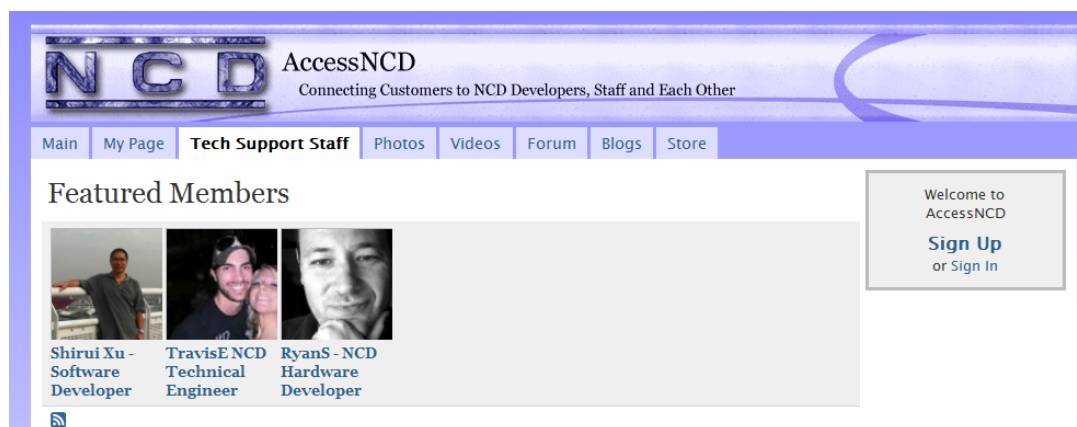 NCD
AccessNCD
Connecting Customers to NCD Developers, Staff and Each Other
Main My Page Tech Support Staff Photos Videos Forum Blogs Store
Featured Members
Welcome to
AccessNCD
Sign Up
or Sign In
Shirui Xu -
Software
Developer
TravisE NCD
Technical
Engineer
RyanS - NCD
Hardware
Developer